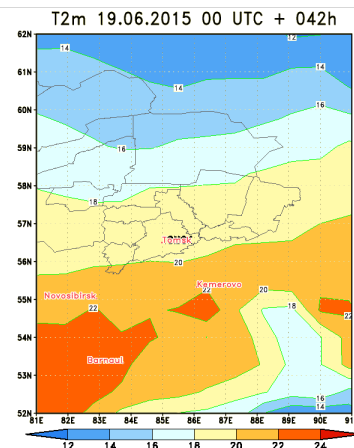 T2m 19.06.2015 00 UTC + 042h
62N
12
14
61N
14
14
60N
16
59N
16
58N
18
57N
Tomsk
56N
20
Kemerovo
55N
Novosibirsk
22
20
22
18
54N
22
Barnaul
53N
16
14
52N
81E 82E 83E 84E 85E 86E 87E 88E 89E 90E 91E
12 14 16 18 20 22 24